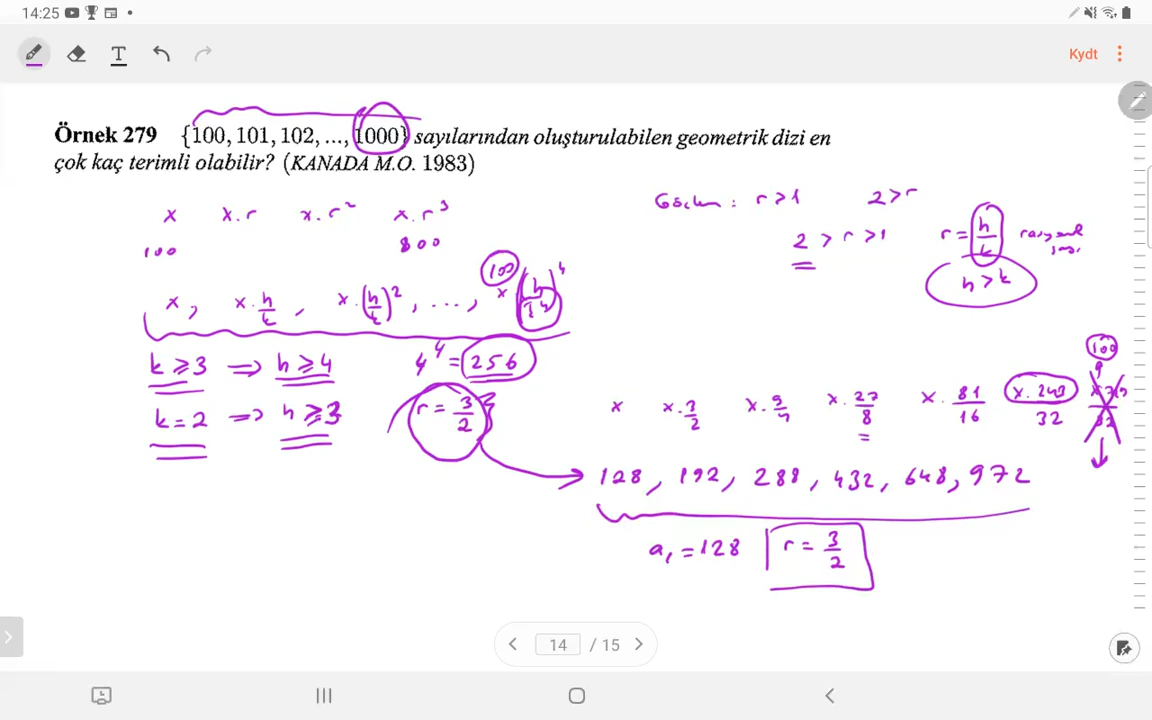 14:25
Kydt
Örnek 279 {100, 101, 102, ..., 1000} sayılarından oluşturulabilen geometrik dizi en
çok kaç terimli olabilir? (KANADA M.O. 1983)
x x.r x.r² x.r³
100 800
r>1 2>r
2 > r > 1
r = h/k
h > k
x, x.h/k, x.(h/k)², ..., x
100
k ≥ 3 ⇒ h ≥ 4 4⁴ = 256
k = 2 ⇒ h ≥ 3 r = 3/2
x x.3/2 x.9/4 x.27/8 x.81/16 x.243/32
100
128, 192, 288, 432, 648, 972
a₁ = 128 r = 3/2
14 / 15